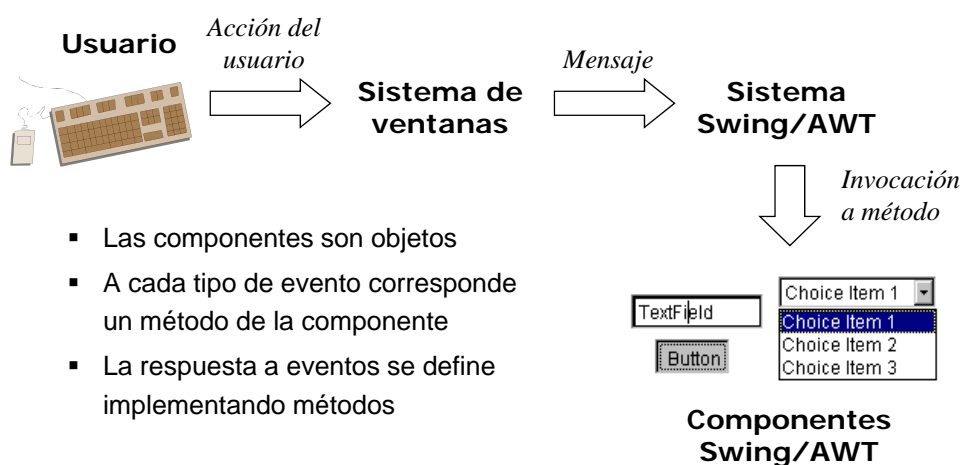 Usuario
Acción del
usuario
Sistema de
ventanas
Mensaje
Sistema
Swing/AWT
Invocación
a método
▪ Las componentes son objetos
▪ A cada tipo de evento corresponde
un método de la componente
▪ La respuesta a eventos se define
implementando métodos
TextField
Button
Choice Item 1
Choice Item 1
Choice Item 2
Choice Item 3
Componentes
Swing/AWT